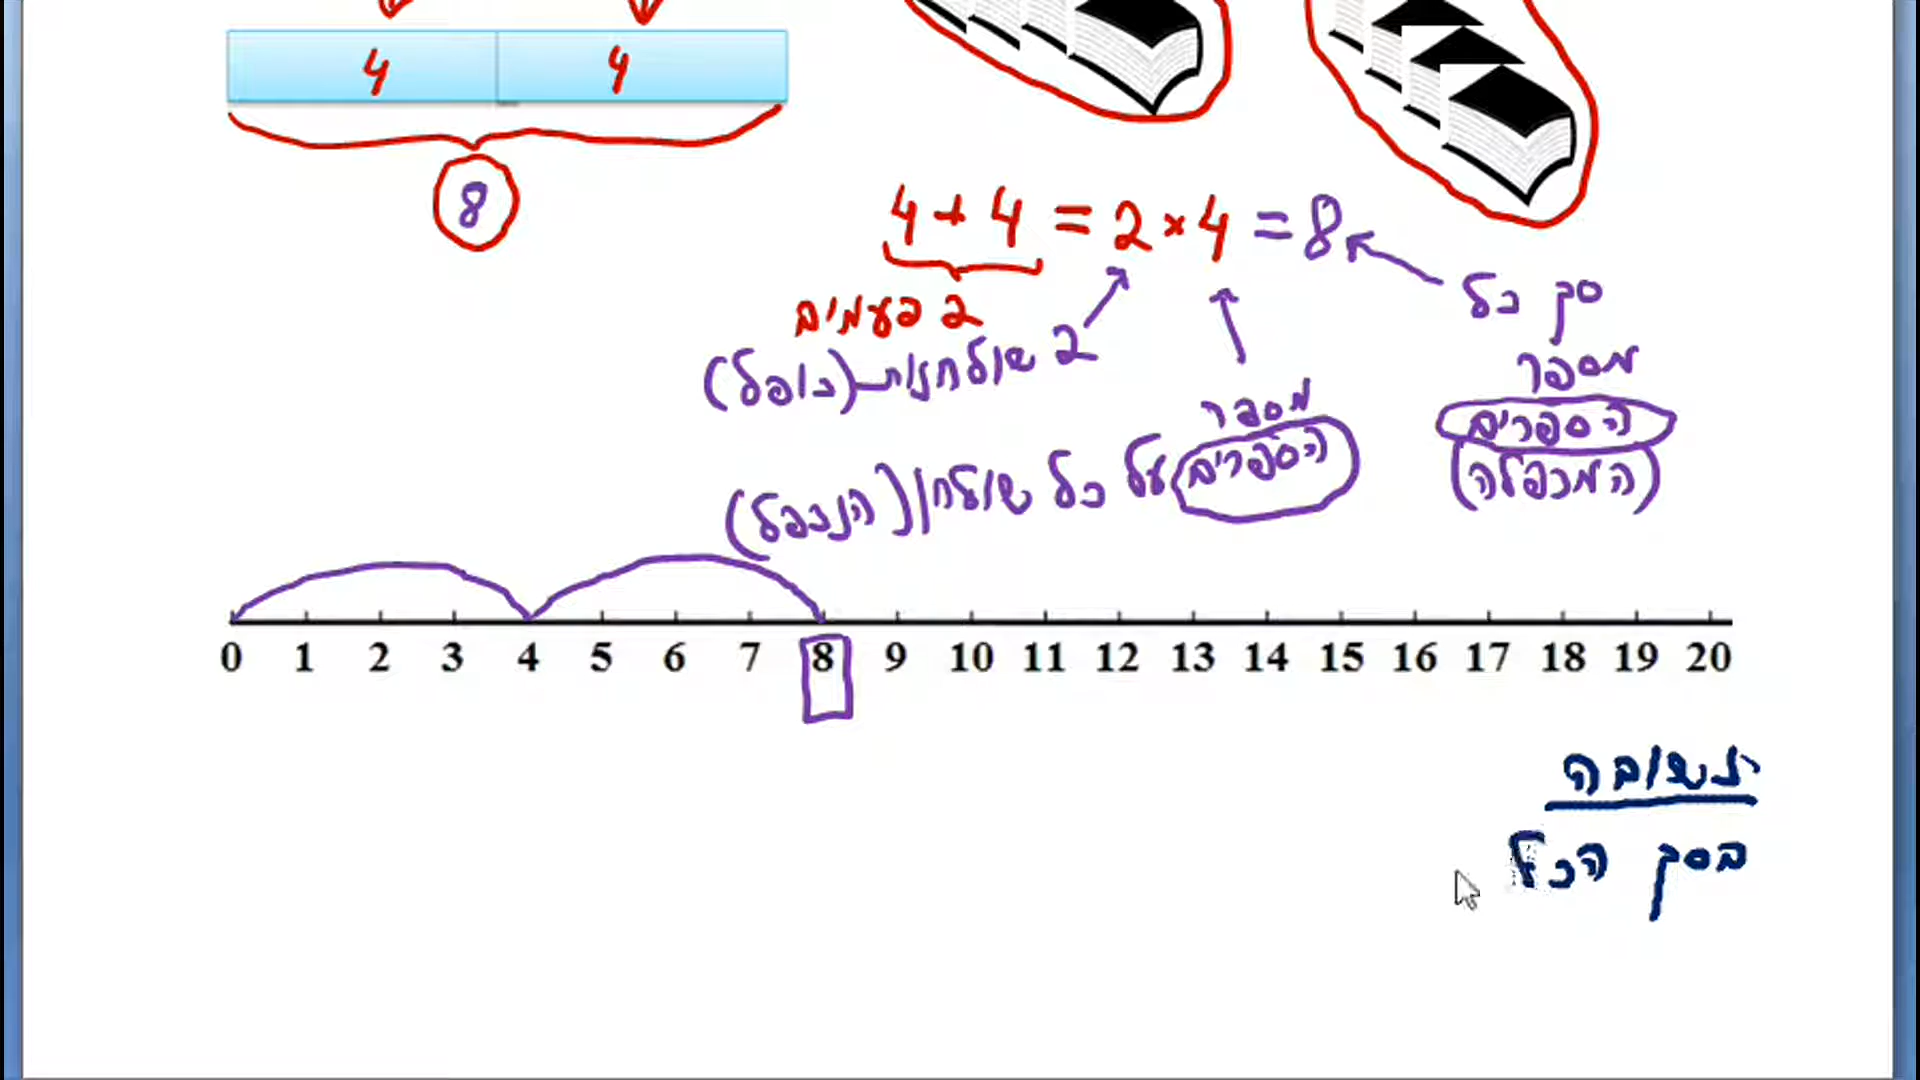 4 4
8
4 + 4 = 2 × 4 = 8
2 פעמים
סך כל
מספר
הספרים
(המכפלה)
2 שולחנות (כופל)
מספר
הספרים על כל שולחן (הנכפל)
0 1 2 3 4 5 6 7 8 9 10 11 12 13 14 15 16 17 18 19 20
תשובה
בסך הכל